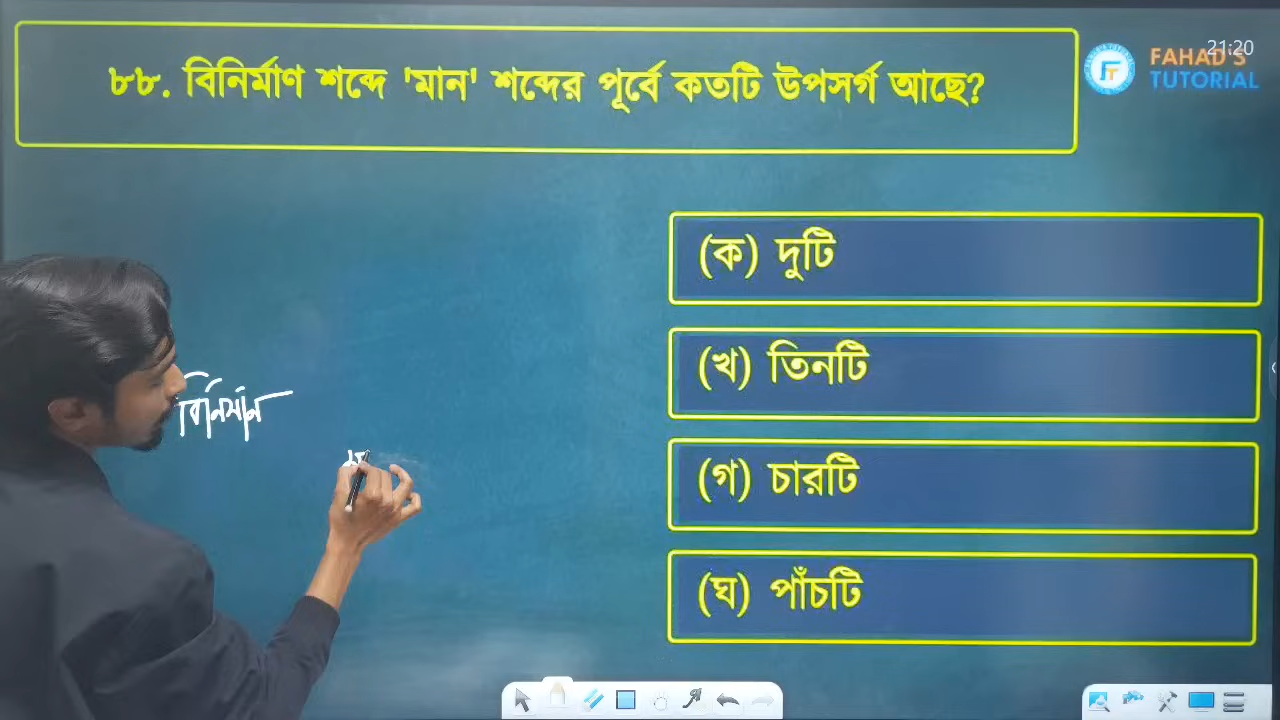 ৮৮. বিনির্মাণ শব্দে 'মান' শব্দের পূর্বে কতটি উপসর্গ আছে?
21:20
FAHAD'S
TUTORIAL
(ক) দুটি
(খ) তিনটি
(গ) চারটি
(ঘ) পাঁচটি
বিনির্মান